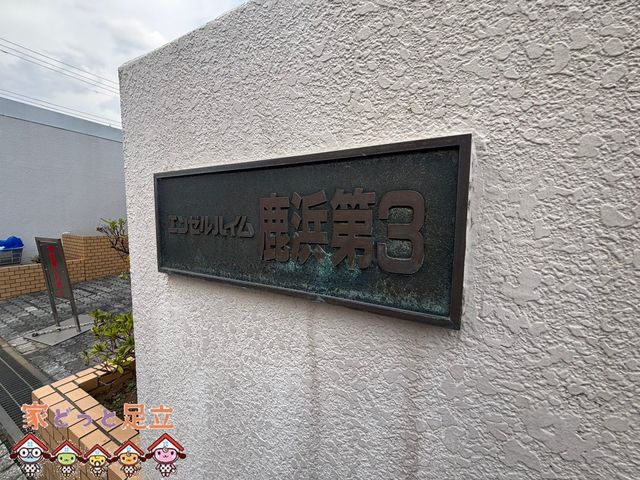 エンゼルハイム 鹿浜第3
家どっと足立